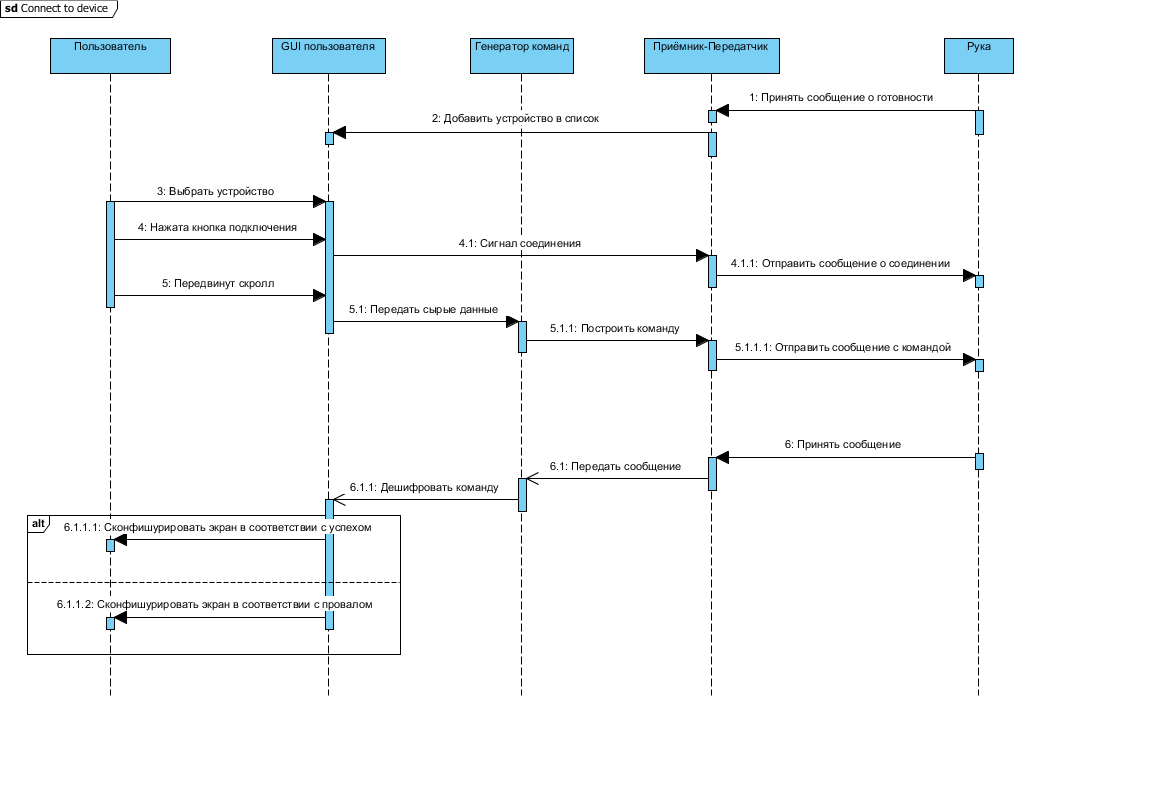 sd Connect to device
Пользователь
GUI пользователя
Генератор команд
Приёмник-Передатчик
Рука
1: Принять сообщение о готовности
2: Добавить устройство в список
3: Выбрать устройство
4: Нажата кнопка подключения
4.1: Сигнал соединения
4.1.1: Отправить сообщение о соединении
5: Передвинут скролл
5.1: Передать сырые данные
5.1.1: Построить команду
5.1.1.1: Отправить сообщение с командой
6: Принять сообщение
6.1: Передать сообщение
6.1.1: Дешифровать команду
alt
6.1.1.1: Сконфишурировать экран в соответствии с успехом
6.1.1.2: Сконфишурировать экран в соответствии с провалом